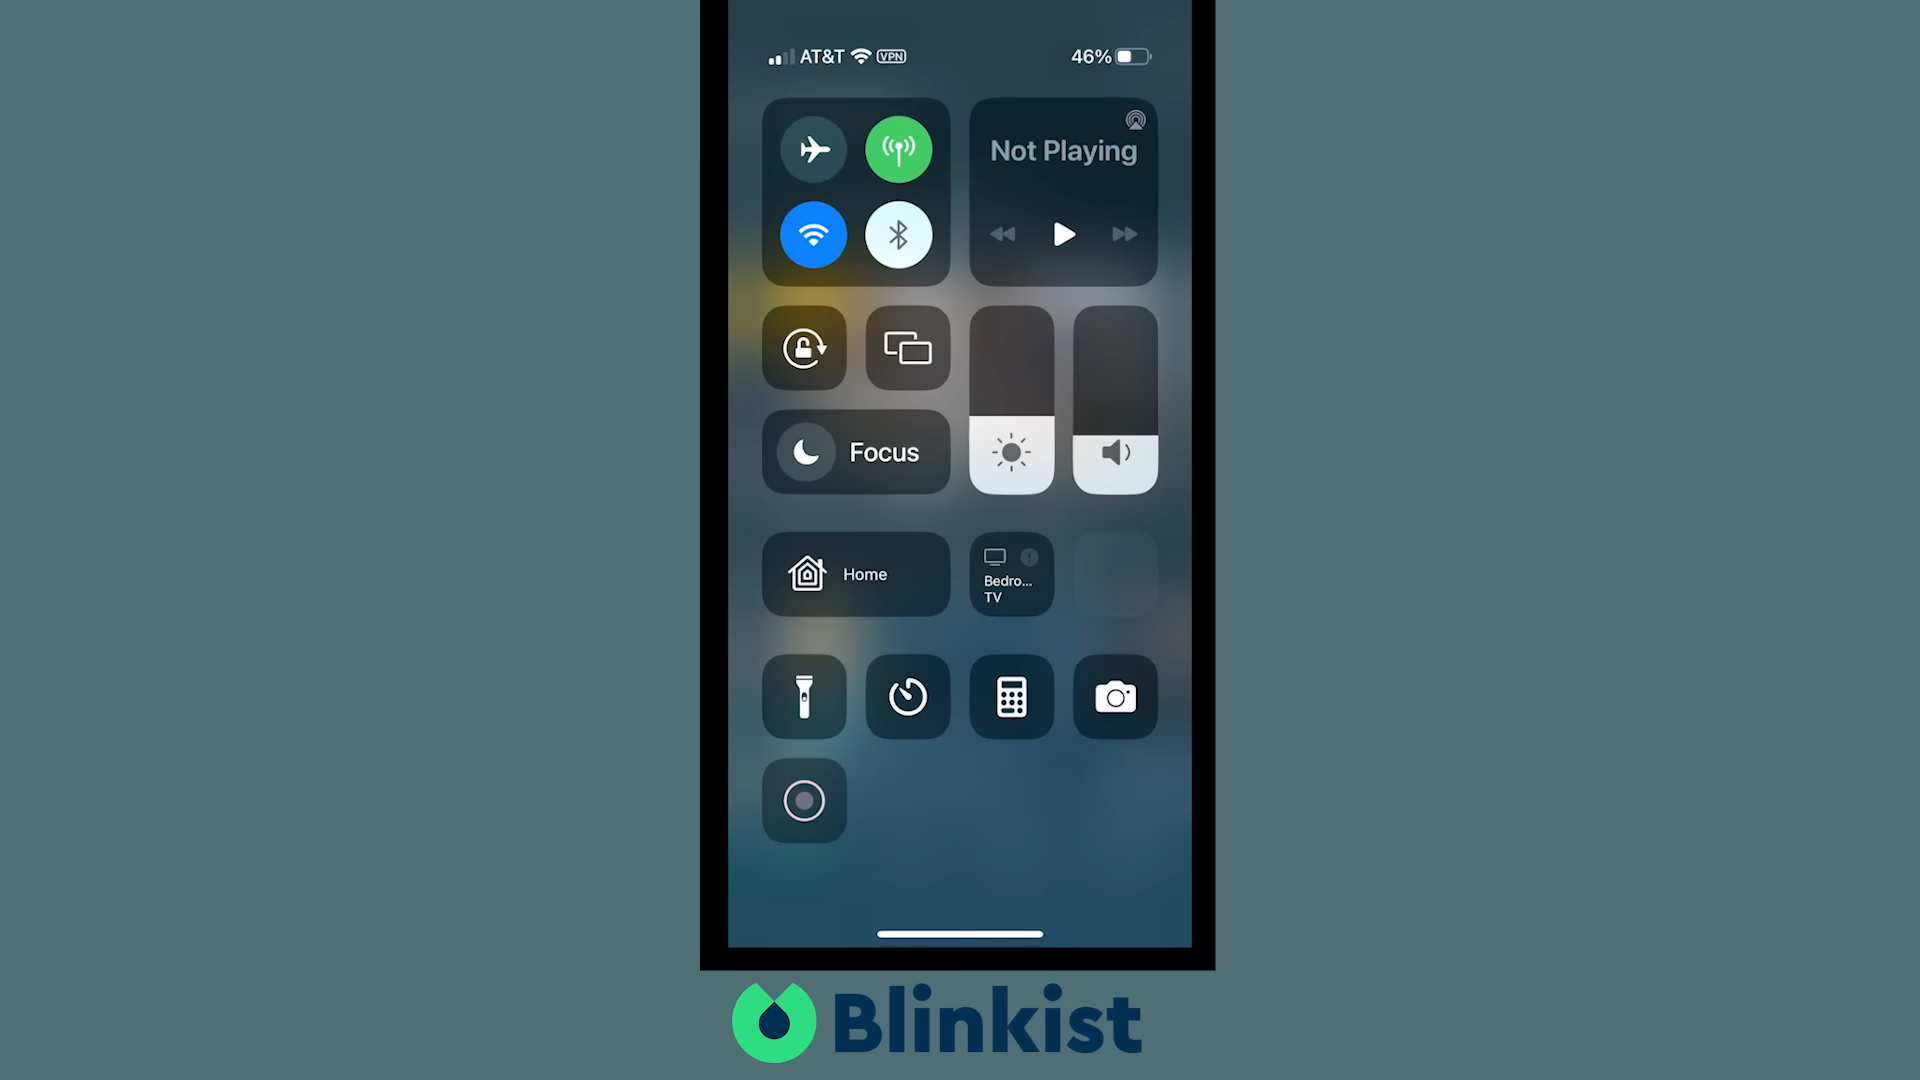 AT&T VPN 46%
Not Playing
Focus
Home
Bedro...
TV
Blinkist